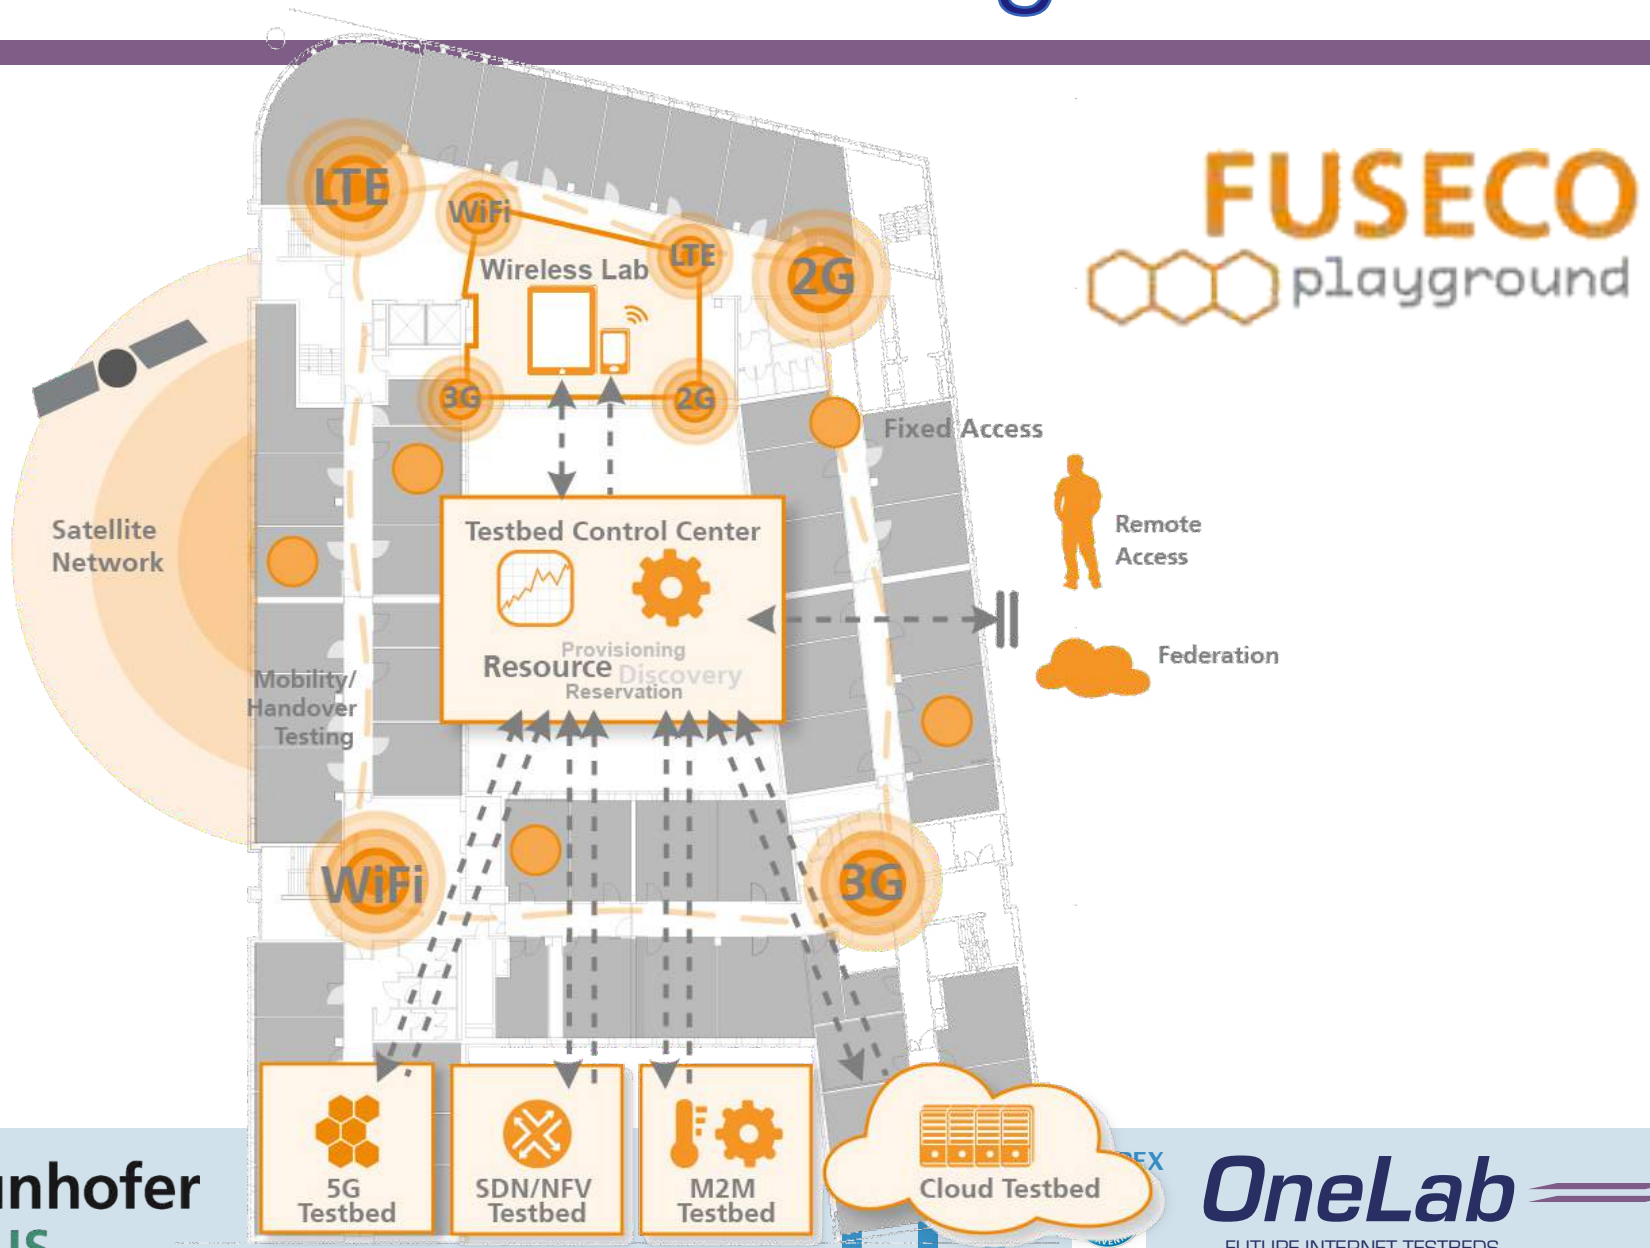 FUSECO
playground
LTE
WiFi
LTE
2G
Wireless Lab
3G
2G
Fixed Access
Satellite
Network
Testbed Control Center
Remote
Access
Provisioning
Resource Discovery
Reservation
Federation
Mobility/
Handover
Testing
WiFi
3G
5G
Testbed
SDN/NFV
Testbed
M2M
Testbed
Cloud Testbed
nhofer
EX
OneLab
FUTURE INTERNET TESTBEDS